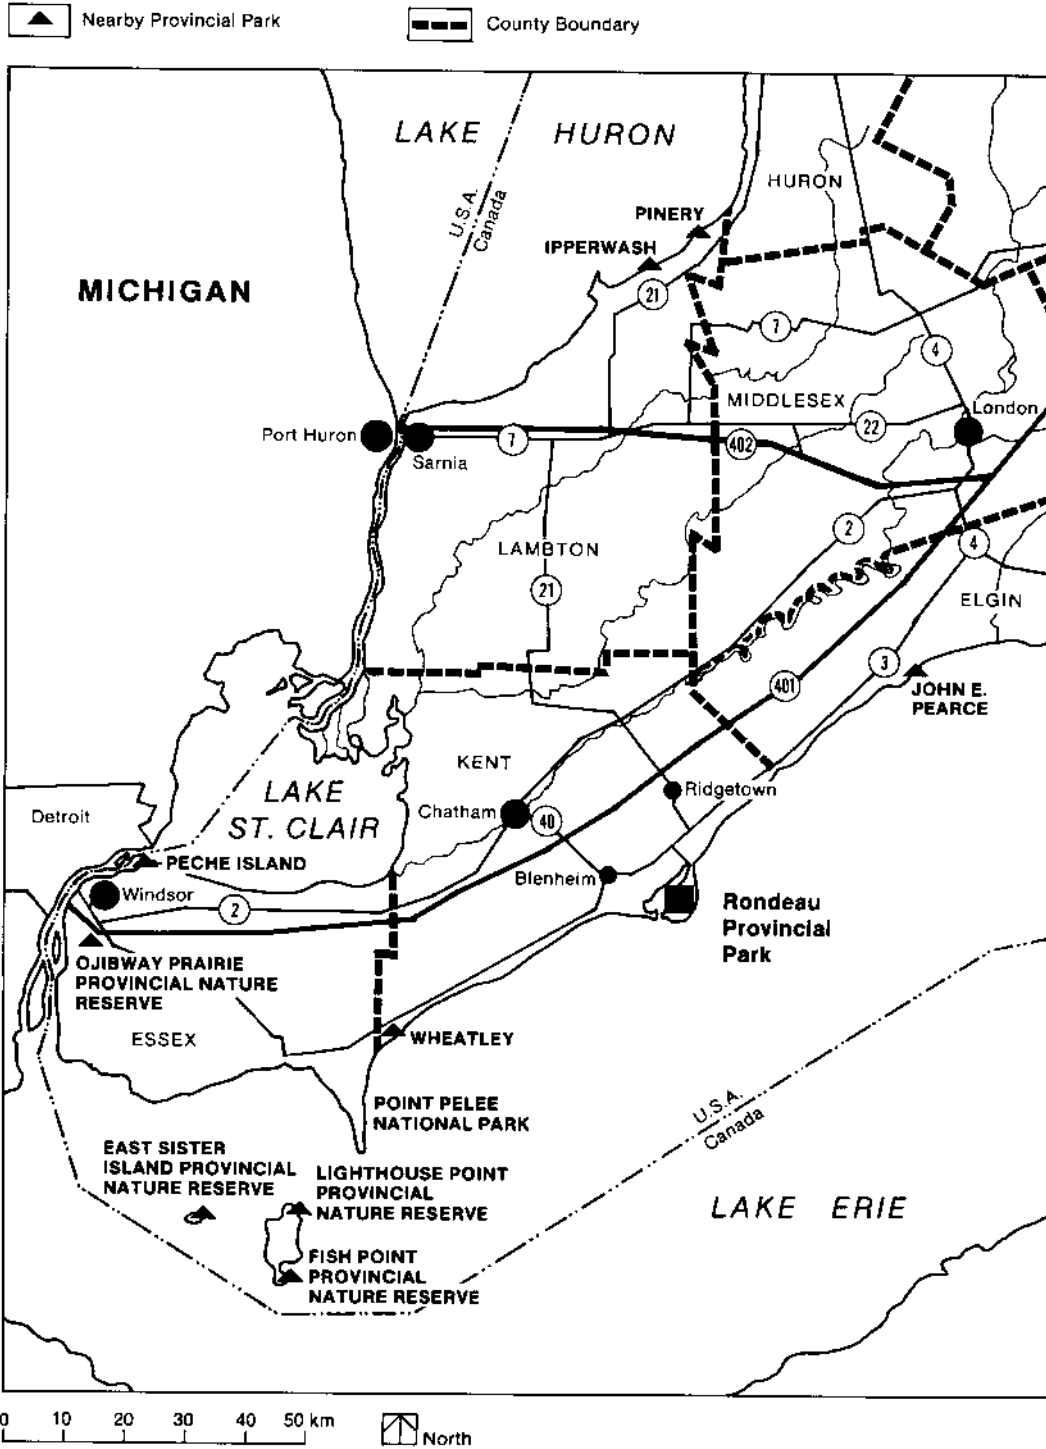 Nearby Provincial Park
County Boundary
LAKE HURON
HURON
U.S.A.
Canada
PINERY
IPPERWASH
MICHIGAN
21
7
4
MIDDLESEX
London
Port Huron
Sarnia
7
22
402
2
LAMBTON
4
21
ELGIN
3
401
JOHN E.
PEARCE
KENT
LAKE
ST. CLAIR
Ridgetown
Detroit
Chatham
40
PECHE ISLAND
Blenheim
Windsor
2
Rondeau
Provincial
Park
OJIBWAY PRAIRIE
PROVINCIAL NATURE
RESERVE
ESSEX
WHEATLEY
POINT PELEE
NATIONAL PARK
U.S.A.
Canada
EAST SISTER
ISLAND PROVINCIAL
NATURE RESERVE
LIGHTHOUSE POINT
PROVINCIAL
NATURE RESERVE
LAKE ERIE
FISH POINT
PROVINCIAL
NATURE RESERVE
0 10 20 30 40 50 km
North